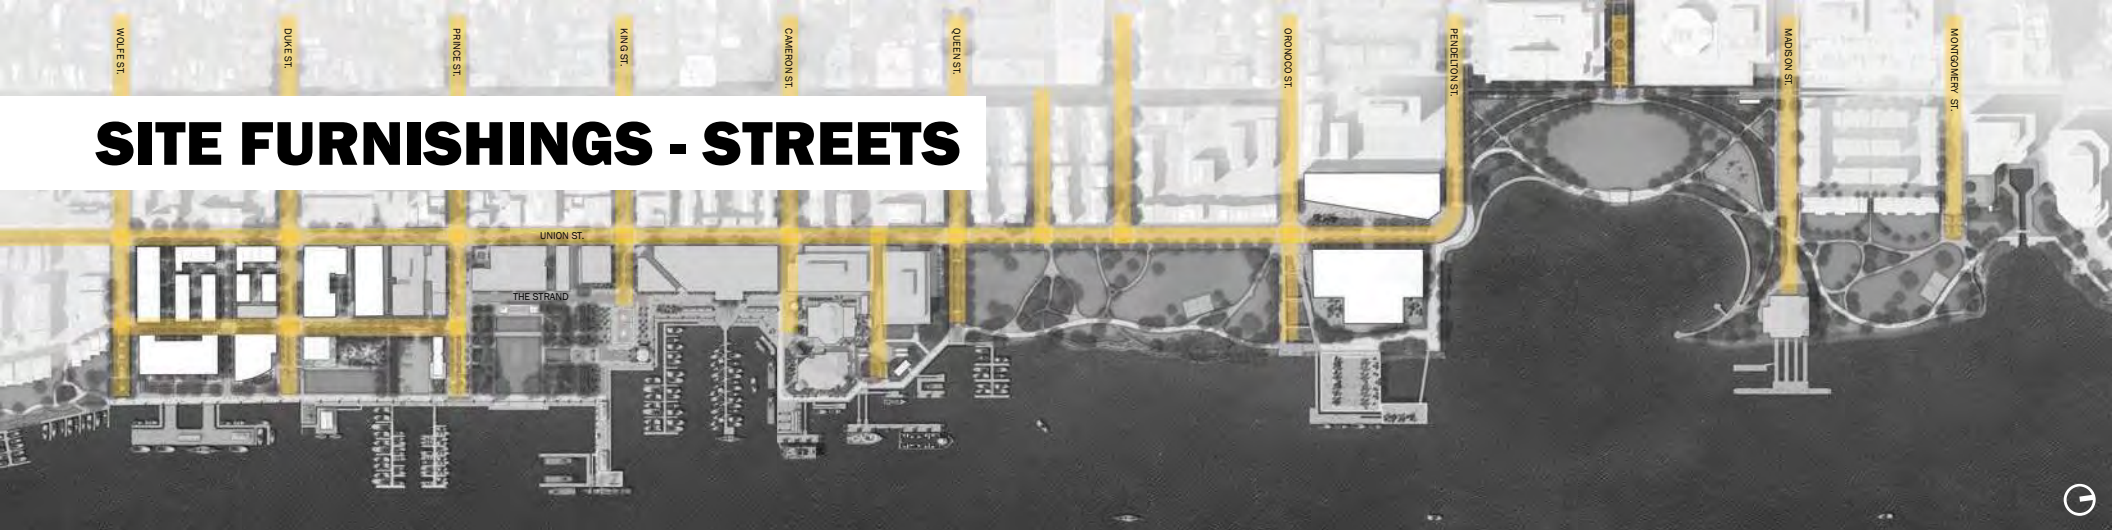 WOLFE ST.
DUKE ST.
PRINCE ST.
KING ST.
CAMERON ST.
QUEEN ST.
ORONOCO ST.
PENDELTON ST.
MADISON ST.
MONTGOMERY ST.
SITE FURNISHINGS - STREETS
UNION ST.
THE STRAND